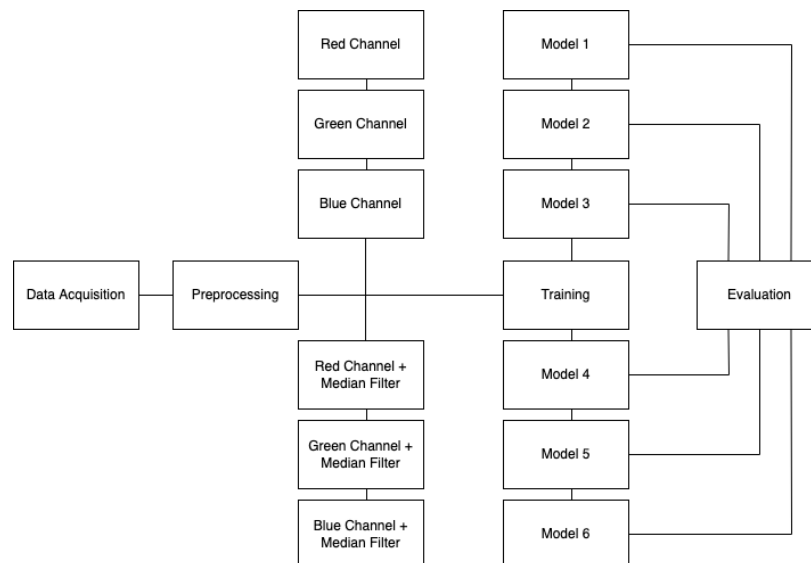 Red Channel
Model 1
Green Channel
Model 2
Blue Channel
Model 3
Data Acquisition
Preprocessing
Training
Evaluation
Red Channel +
Median Filter
Model 4
Green Channel +
Median Filter
Model 5
Blue Channel +
Median Filter
Model 6